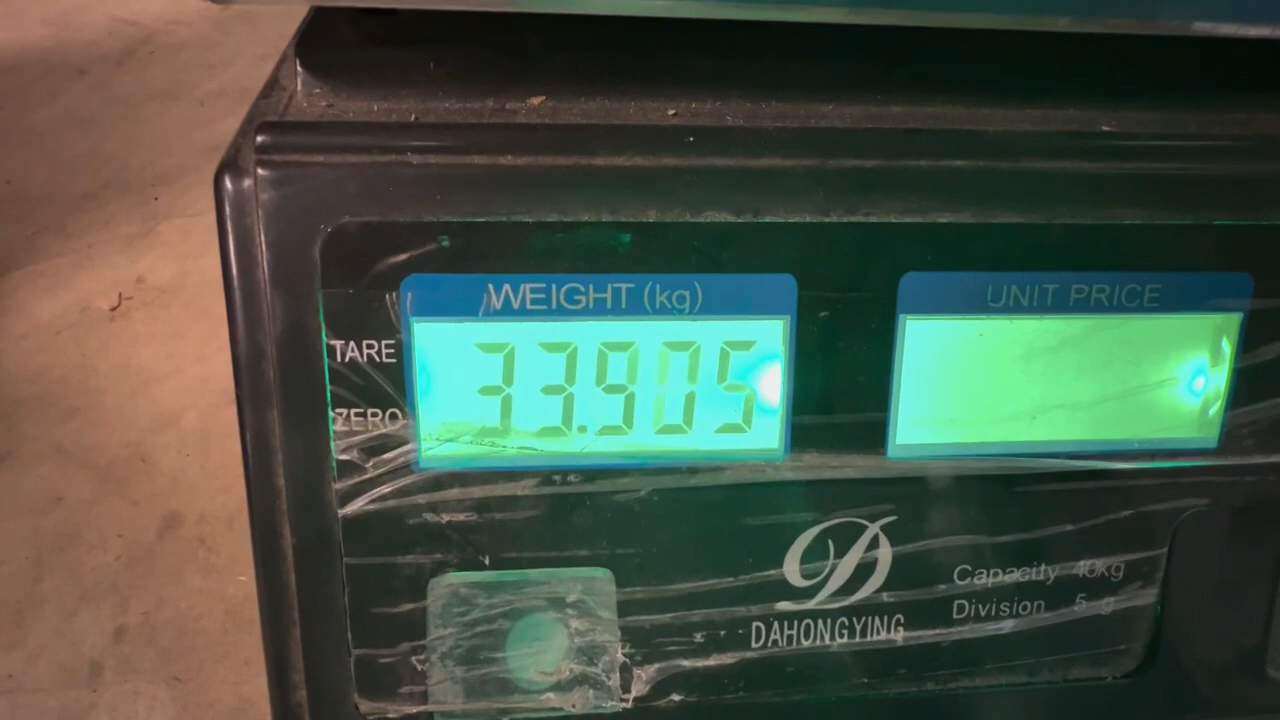 WEIGHT (kg)
UNIT PRICE
TARE
33.905
ZERO
Capacity 40kg
Division 5 g
DAHONGYING